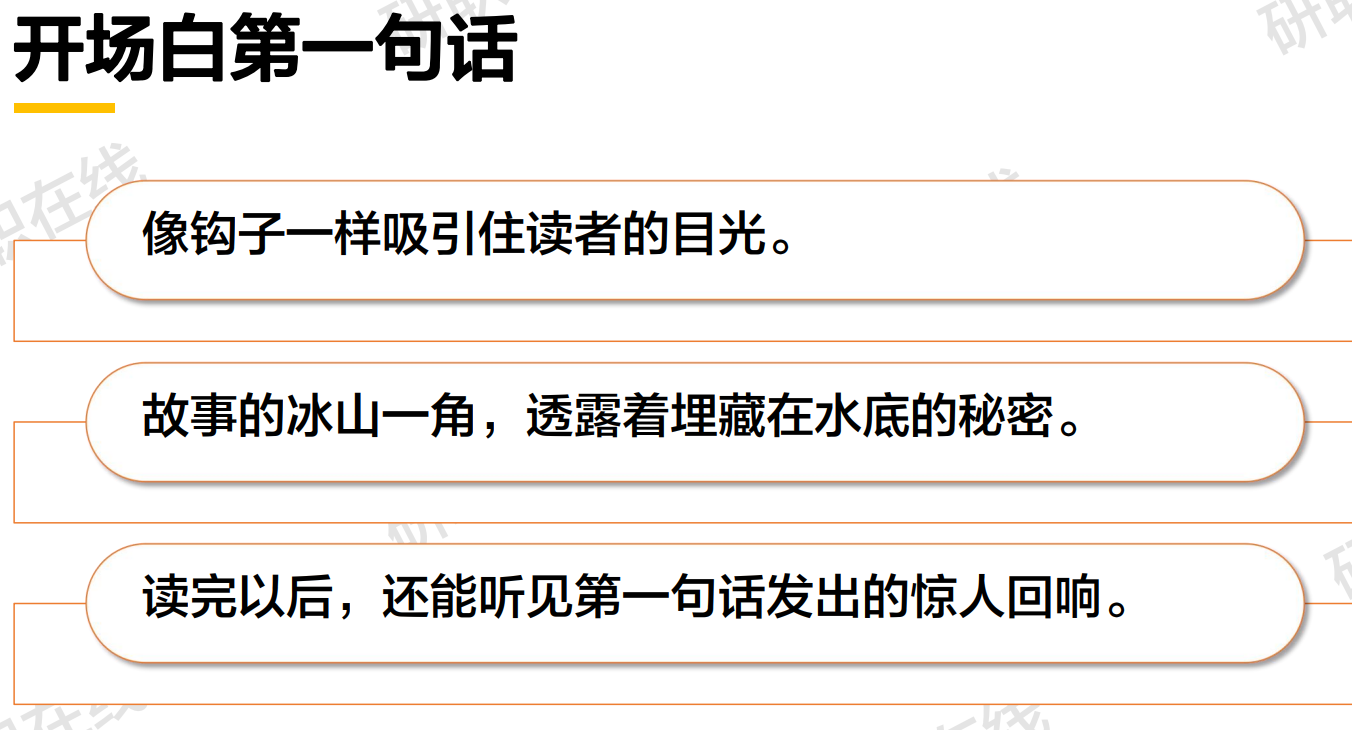 开场白第一句话
像钩子一样吸引住读者的目光。
故事的冰山一角，透露着埋藏在水底的秘密。
读完以后，还能听见第一句话发出的惊人回响。